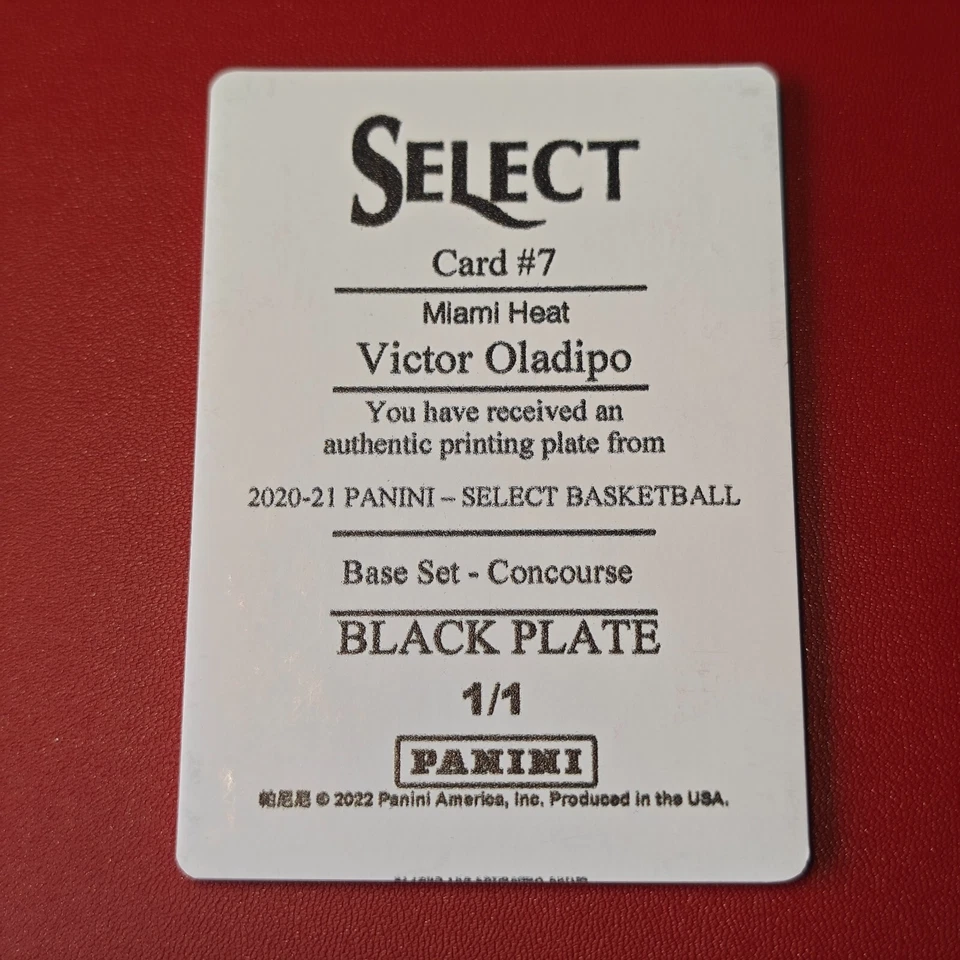 SELECT
Card #7
Miami Heat
Victor Oladipo
You have received an
authentic printing plate from
2020-21 PANINI – SELECT BASKETBALL
Base Set - Concourse
BLACK PLATE
1/1
PANINI
帕尼尼 © 2022 Panini America, Inc. Produced in the USA.